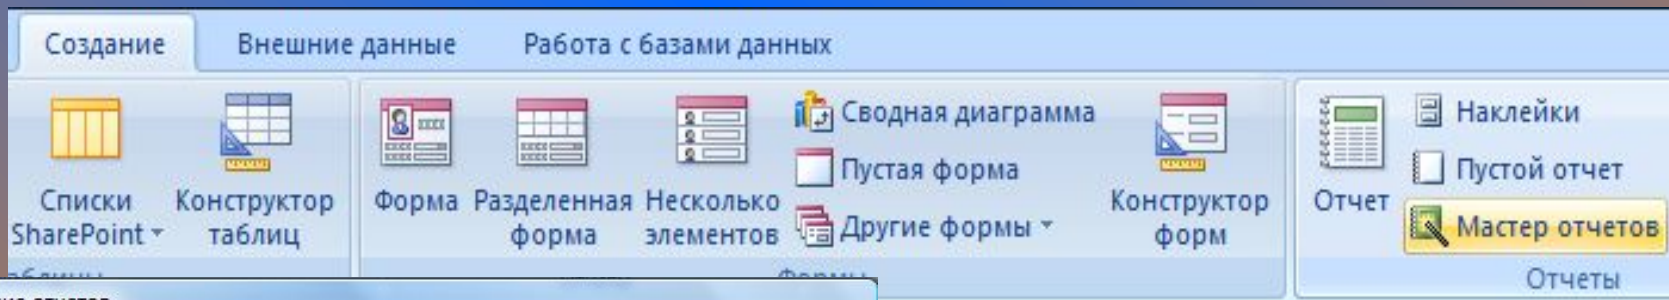 Создание Внешние данные Работа с базами данных
Списки SharePoint
Конструктор таблиц
Форма
Разделенная форма
Несколько элементов
Сводная диаграмма
Пустая форма
Другие формы
Конструктор форм
Отчет
Наклейки
Пустой отчет
Мастер отчетов
Формы
Отчеты